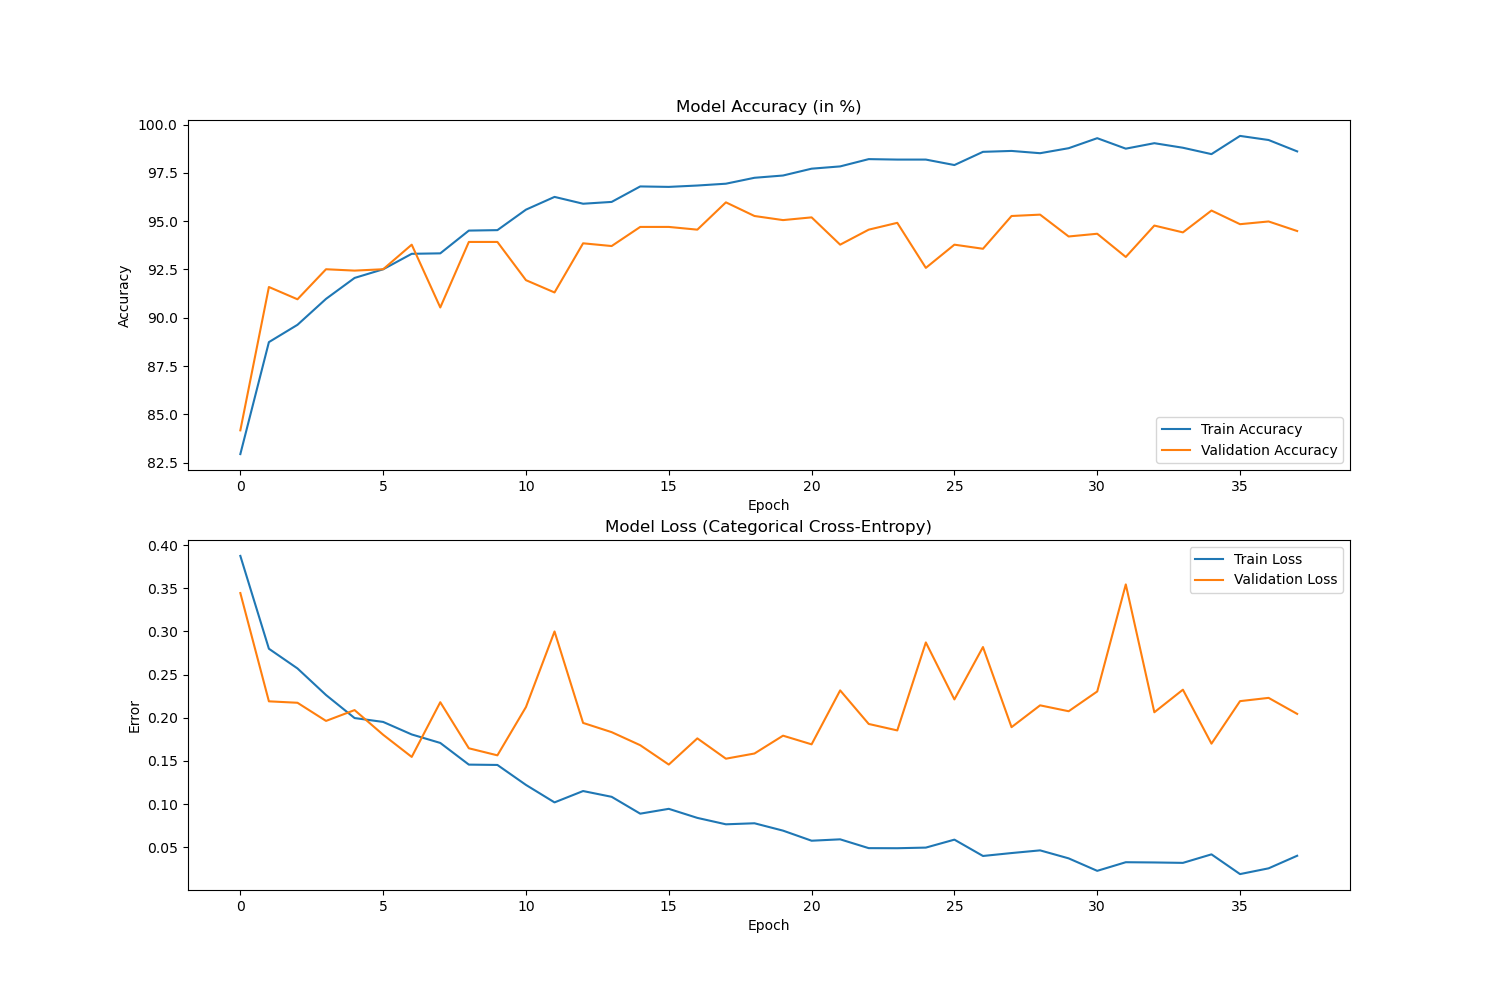 Model Accuracy (in %)
100.0
97.5
95.0
92.5
90.0
87.5
85.0
82.5
Accuracy
Train Accuracy
Validation Accuracy
0 5 10 15 20 25 30 35
Epoch
Model Loss (Categorical Cross-Entropy)
0.40
0.35
0.30
0.25
0.20
0.15
0.10
0.05
Error
Train Loss
Validation Loss
0 5 10 15 20 25 30 35
Epoch